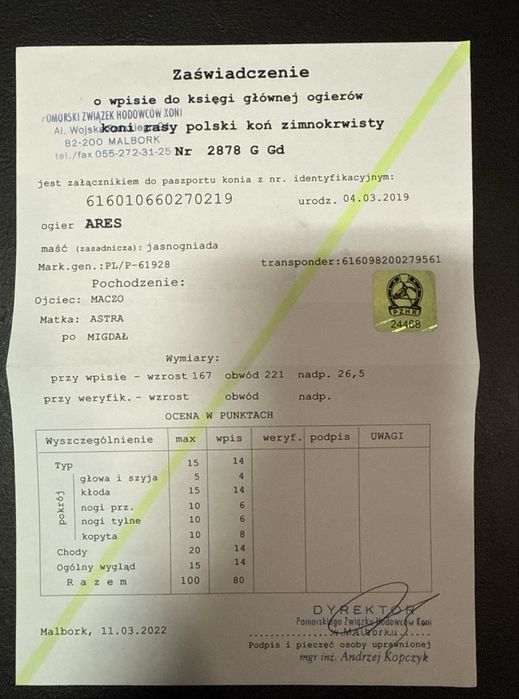 Zaświadczenie
o wpisie do księgi głównej ogierów
POMORSKI ZWIĄZEK HODOWCÓW KONI
koni rasy polski koń zimnokrwisty
Al. Wojska
82-200 MALBORK
tel./fax 055-272-31-25 Nr 2878 G Gd
jest załącznikiem do paszportu konia z nr. identyfikacyjnym:
616010660270219 urodz. 04.03.2019
ogier ARES
maść (zasadnicza): jasnogniada
Mark.gen.:PL/P-61928 transponder:616098200279561
Pochodzenie:
Ojciec: MACZO
Matka: ASTRA
po MIGDAŁ
PZHK
24468
Wymiary:
przy wpisie - wzrost 167 obwód 221 nadp. 26,5
przy weryfik. - wzrost obwód nadp.
OCENA W PUNKTACH
Wyszczególnienie max wpis weryf. podpis UWAGI
Typ 15 14
pokrój
głowa i szyja 5 4
kłoda 15 14
nogi prz. 10 6
nogi tylne 10 6
kopyta 10 8
Chody 20 14
Ogólny wygląd 15 14
Razem 100 80
DYREKTOR
Pomorskiego Związku Hodowców Koni
w Malborku
Malbork, 11.03.2022
Podpis i pieczęć osoby uprawnionej
mgr inż. Andrzej Kopczyk